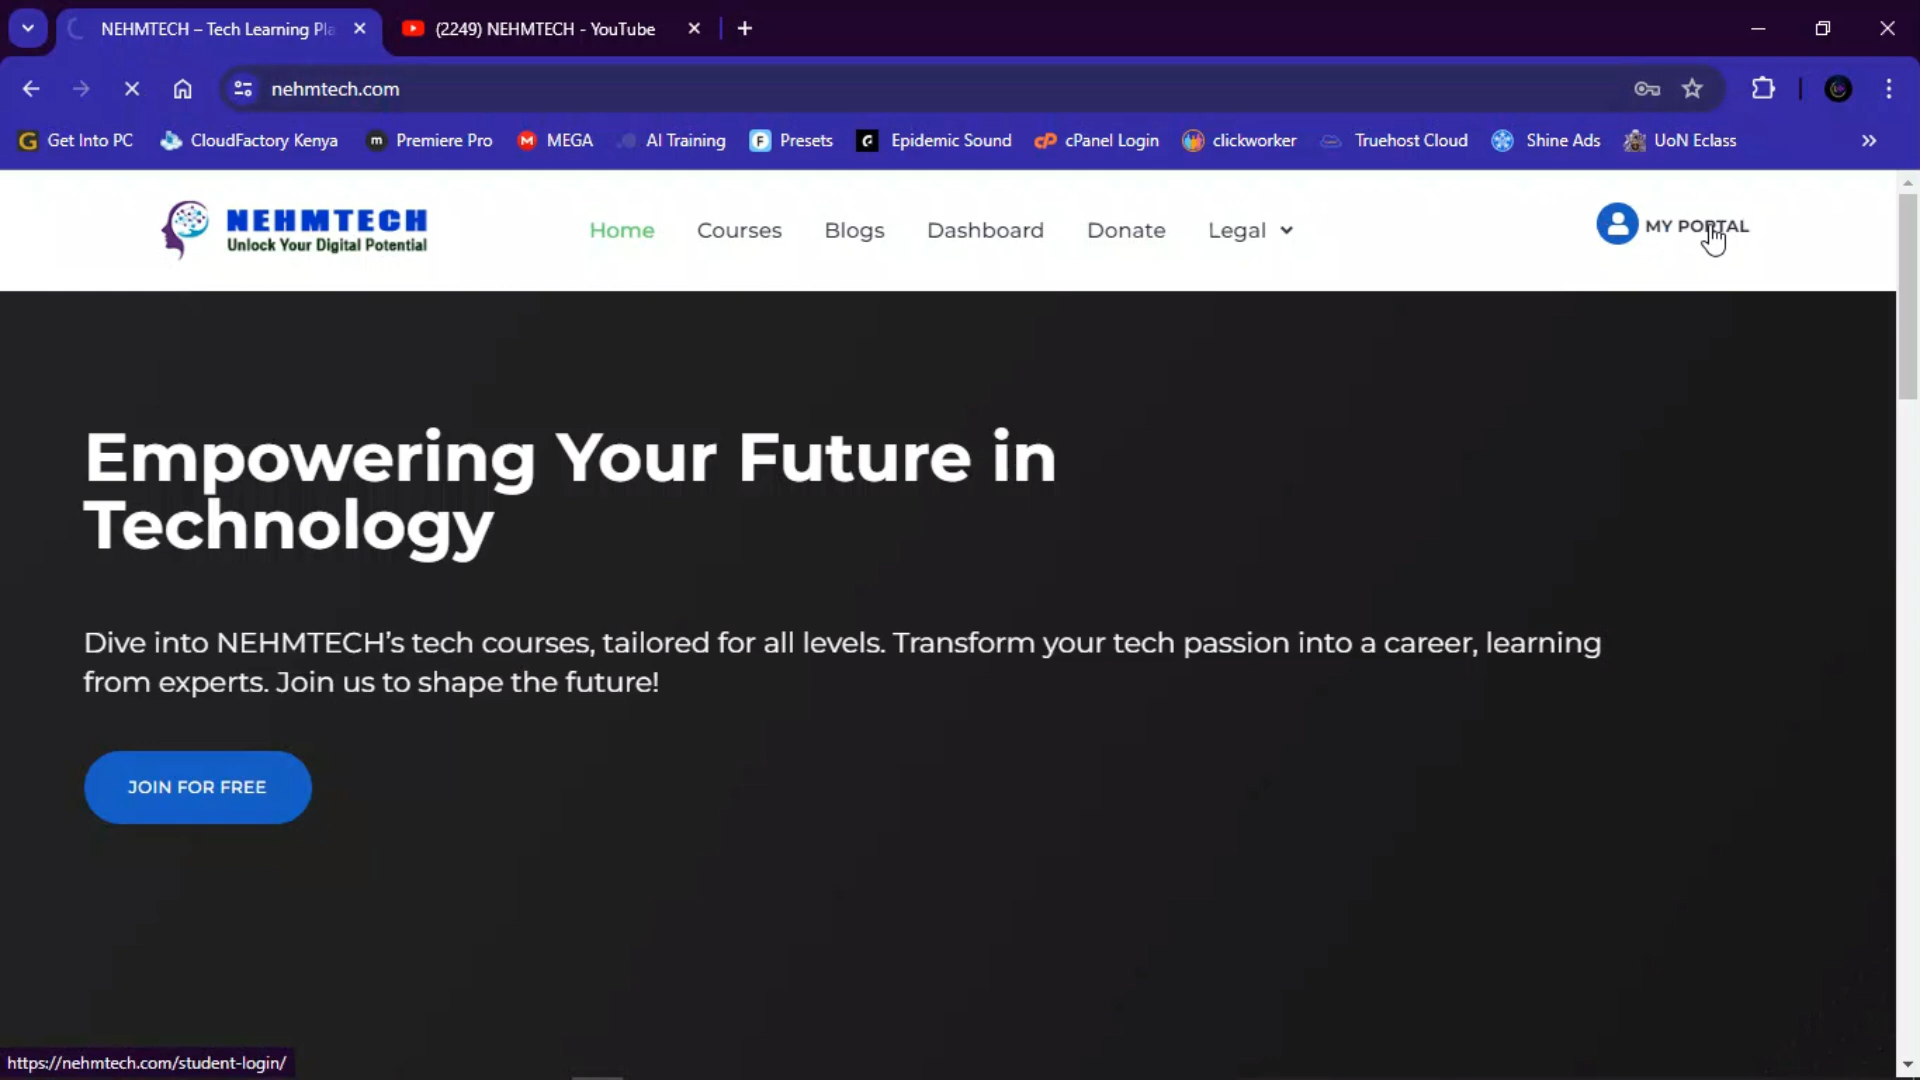 NEHMTECH – Tech Learning Pla
(2249) NEHMTECH - YouTube
nehmtech.com
Get Into PC
CloudFactory Kenya
Premiere Pro
MEGA
AI Training
Presets
Epidemic Sound
cPanel Login
clickworker
Truehost Cloud
Shine Ads
UoN Eclass
NEHMTECH
Unlock Your Digital Potential
Home
Courses
Blogs
Dashboard
Donate
Legal
MY PORTAL
Empowering Your Future in
Technology
Dive into NEHMTECH’s tech courses, tailored for all levels. Transform your tech passion into a career, learning
from experts. Join us to shape the future!
JOIN FOR FREE
https://nehmtech.com/student-login/